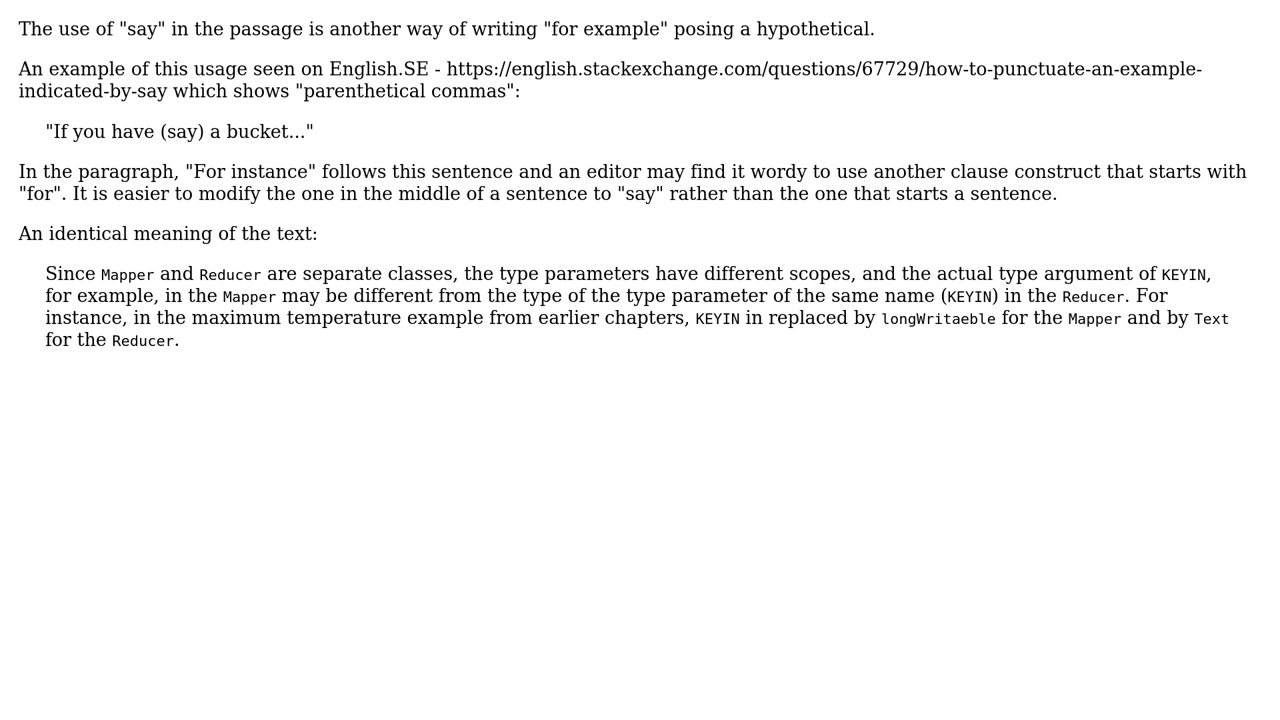 The use of "say" in the passage is another way of writing "for example" posing a hypothetical.
An example of this usage seen on English.SE - https://english.stackexchange.com/questions/67729/how-to-punctuate-an-example-
indicated-by-say which shows "parenthetical commas":
"If you have (say) a bucket..."
In the paragraph, "For instance" follows this sentence and an editor may find it wordy to use another clause construct that starts with
"for". It is easier to modify the one in the middle of a sentence to "say" rather than the one that starts a sentence.
An identical meaning of the text:
Since Mapper and Reducer are separate classes, the type parameters have different scopes, and the actual type argument of KEYIN,
for example, in the Mapper may be different from the type of the type parameter of the same name (KEYIN) in the Reducer. For
instance, in the maximum temperature example from earlier chapters, KEYIN in replaced by longWritaeble for the Mapper and by Text
for the Reducer.